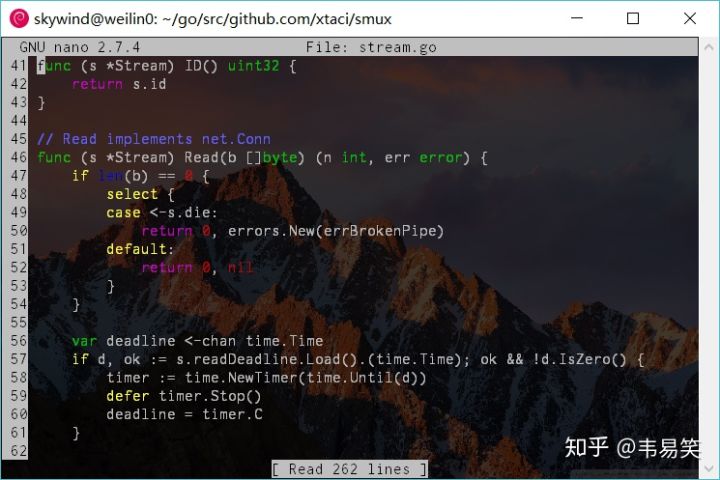 skywind@weilin0: ~/go/src/github.com/xtaci/smux
GNU nano 2.7.4 File: stream.go
41 func (s *Stream) ID() uint32 {
42     return s.id
43 }
44
45 // Read implements net.Conn
46 func (s *Stream) Read(b []byte) (n int, err error) {
47     if len(b) == 0 {
48         select {
49         case <-s.die:
50             return 0, errors.New(errBrokenPipe)
51         default:
52             return 0, nil
53         }
54     }
55
56     var deadline <-chan time.Time
57     if d, ok := s.readDeadline.Load().(time.Time); ok && !d.IsZero() {
58         timer := time.NewTimer(time.Until(d))
59         defer timer.Stop()
60         deadline = timer.C
61     }
62
[ Read 262 lines ]
知乎 @韦易笑